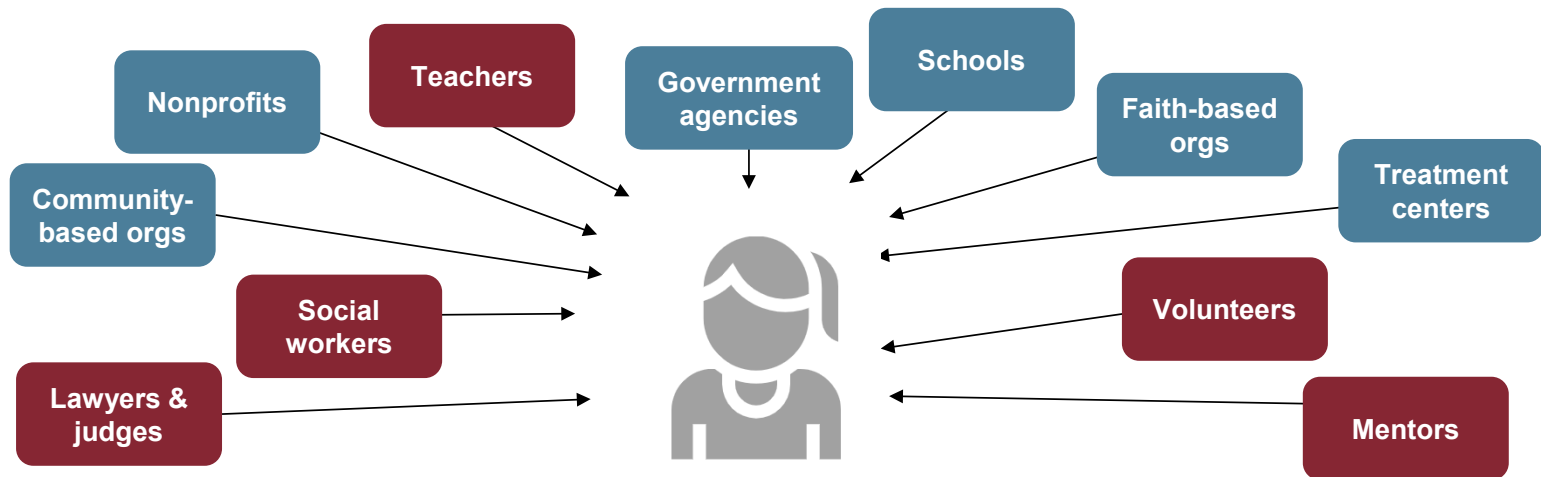 Nonprofits
Teachers
Government
agencies
Schools
Faith-based
orgs
Treatment
centers
Community-
based orgs
Social
workers
Volunteers
Lawyers &
judges
Mentors